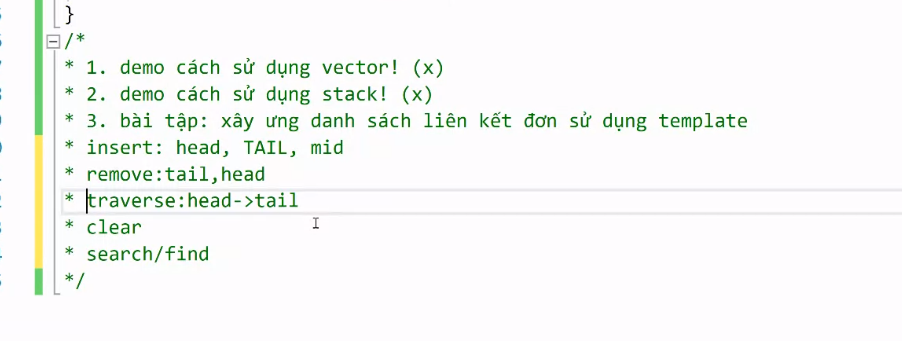 }
/*
* 1. demo cách sử dụng vector! (x)
* 2. demo cách sử dụng stack! (x)
* 3. bài tập: xây ưng danh sách liên kết đơn sử dụng template
* insert: head, TAIL, mid
* remove:tail,head
* traverse:head->tail
* clear
* search/find
*/